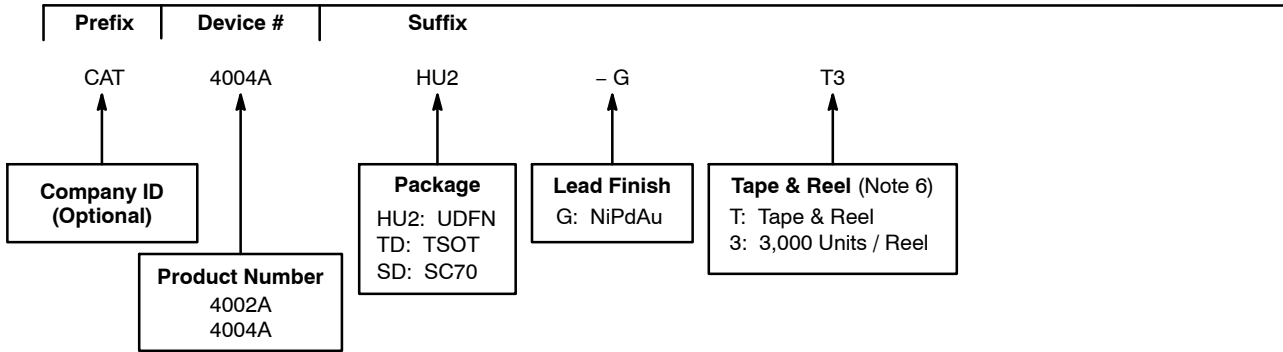 Prefix Device # Suffix
CAT 4004A HU2 – G T3
Company ID
(Optional)
Product Number
4002A
4004A
Package
HU2: UDFN
TD: TSOT
SD: SC70
Lead Finish
G: NiPdAu
Tape & Reel (Note 6)
T: Tape & Reel
3: 3,000 Units / Reel